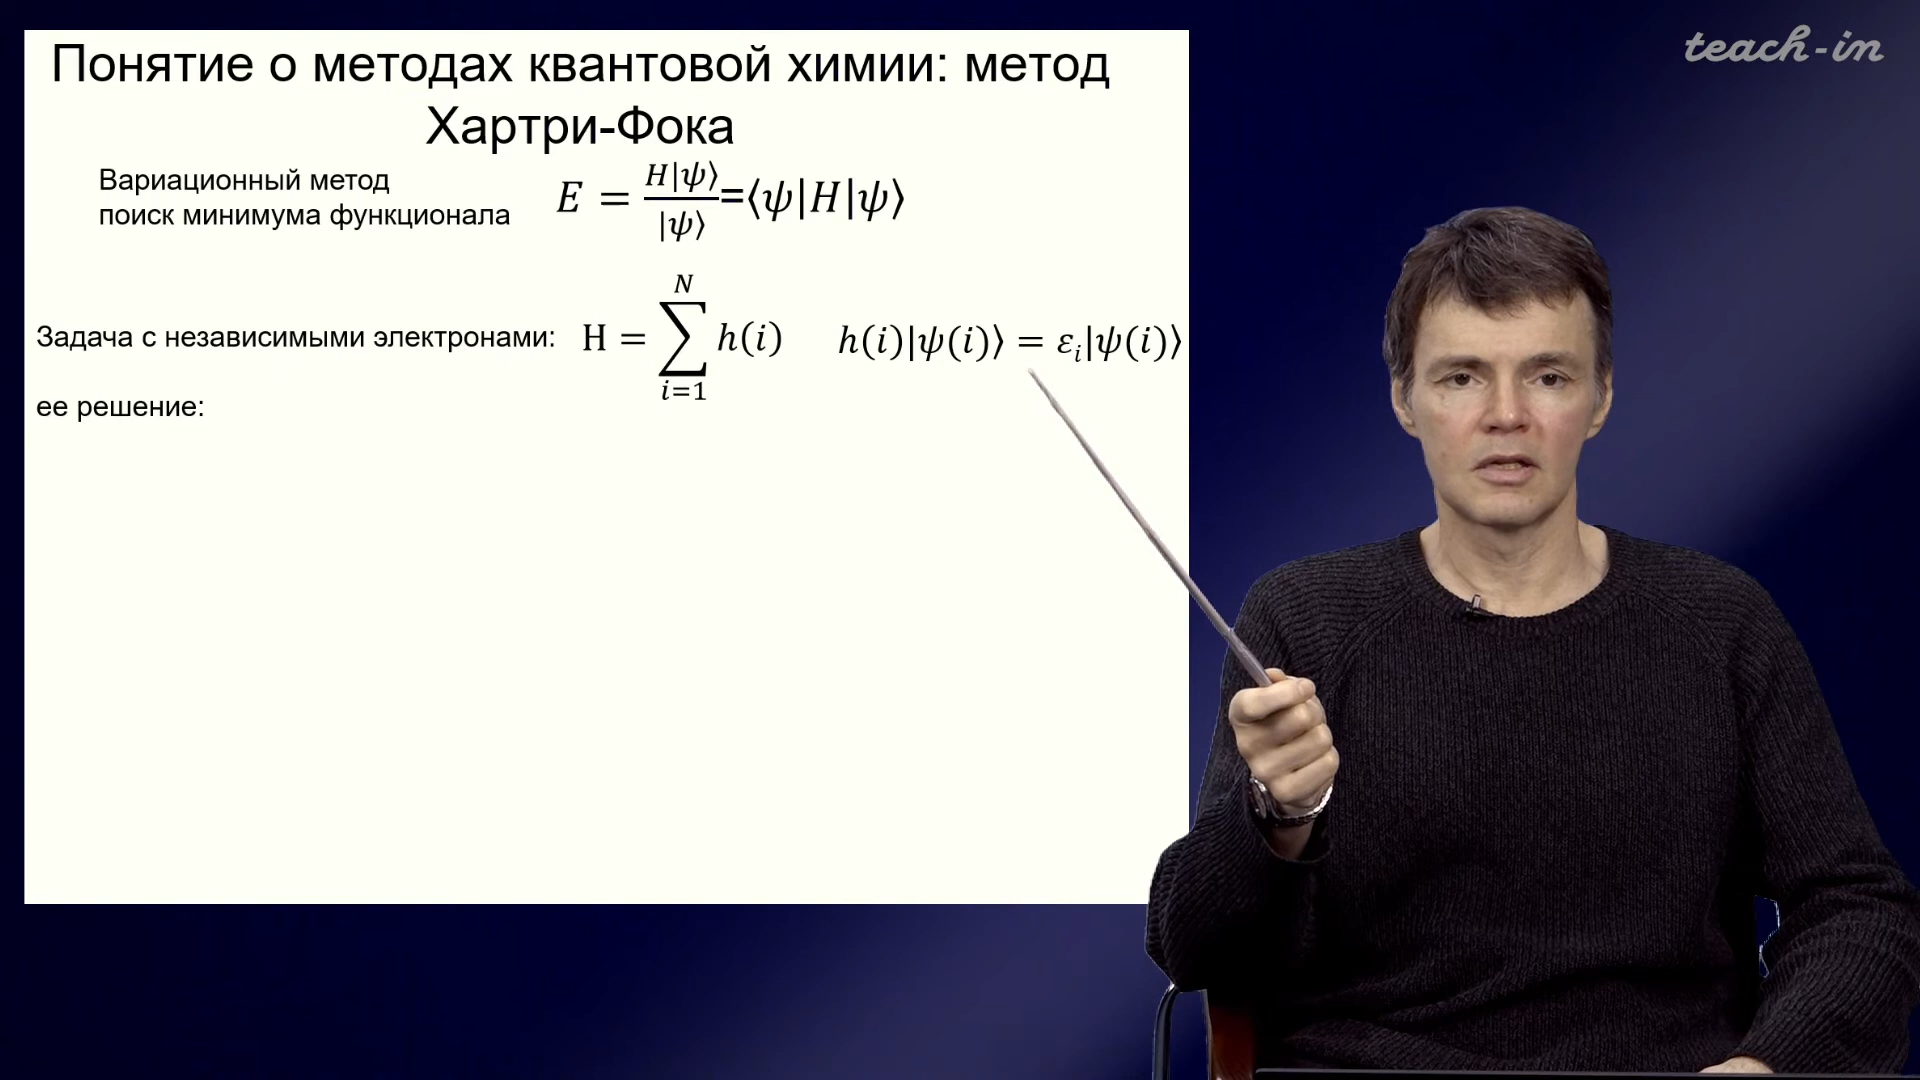 teach-in
Понятие о методах квантовой химии: метод
Хартри-Фока
Вариационный метод
поиск минимума функционала
E = H|ψ⟩/|ψ⟩=⟨ψ|H|ψ⟩
Задача с независимыми электронами: H = ∑_{i=1}^{N} h(i) h(i)|ψ(i)⟩ = ε_i|ψ(i)⟩
ее решение: